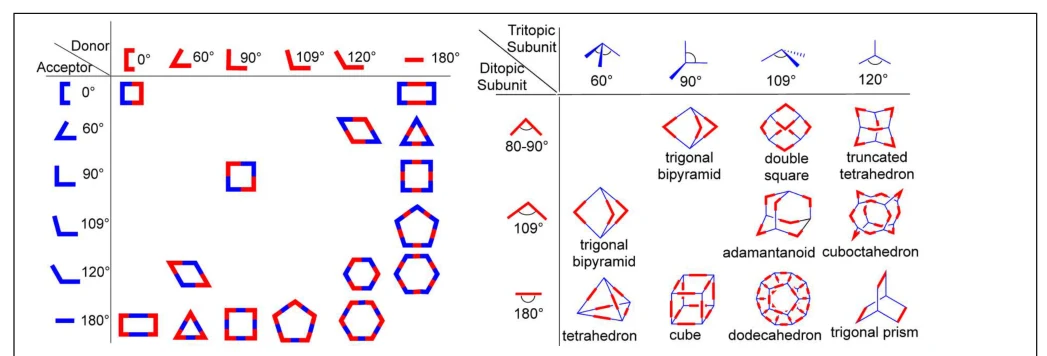 Donor
Acceptor
0° 60° 90° 109° 120° 180°
0°
60°
90°
109°
120°
180°
Tritopic
Subunit
Ditopic
Subunit
60° 90° 109° 120°
80-90°
trigonal
bipyramid
double
square
truncated
tetrahedron
109°
trigonal
bipyramid
adamantanoid cuboctahedron
180°
tetrahedron cube dodecahedron trigonal prism